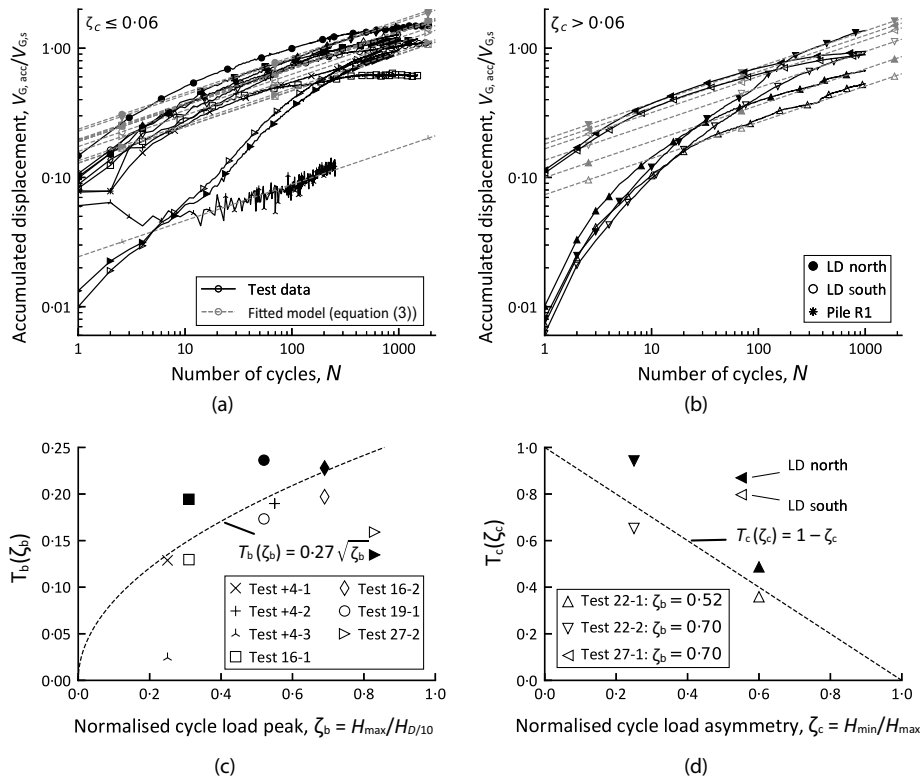 ζc ≤ 0·06
1·00
0·10
0·01
Accumulated displacement, VG, acc/VG,s
1
10
100
1000
Number of cycles, N
Test data
Fitted model (equation (3))
(a)
ζc > 0·06
1·00
0·10
0·01
Accumulated displacement, VG, acc/VG,s
1
10
100
1000
Number of cycles, N
LD north
LD south
Pile R1
(b)
0·25
0·20
0·15
0·10
0·05
0·00
Tb(ζb)
0·0
0·2
0·4
0·6
0·8
1·0
Tb(ζb) = 0·27√ζb
Test +4-1
Test +4-2
Test +4-3
Test 16-1
Test 16-2
Test 19-1
Test 27-2
Normalised cycle load peak, ζb = Hmax/HD/10
(c)
1·0
0·8
0·6
0·4
0·2
0·0
Tc(ζc)
0·0
0·2
0·4
0·6
0·8
1·0
LD north
LD south
Tc(ζc) = 1 − ζc
Test 22-1: ζb = 0·52
Test 22-2: ζb = 0·70
Test 27-1: ζb = 0·70
Normalised cycle load asymmetry, ζc = Hmin/Hmax
(d)